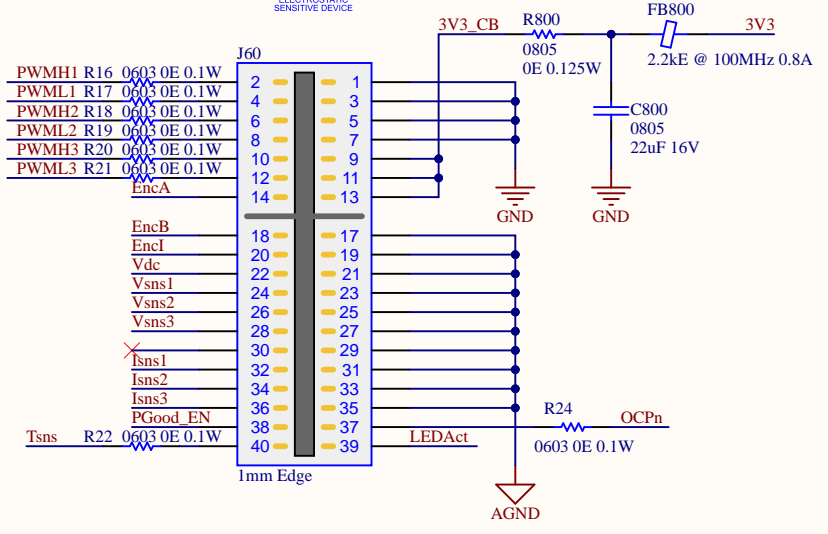 ELECTROSTATIC
SENSITIVE DEVICE
FB800
3V3_CB R800 3V3
0805
0E 0.125W
2.2kE @ 100MHz 0.8A
J60
PWMH1 R16 0603 0E 0.1W 2 1
PWML1 R17 0603 0E 0.1W 4 3
PWMH2 R18 0603 0E 0.1W 6 5
PWML2 R19 0603 0E 0.1W 8 7
PWMH3 R20 0603 0E 0.1W 10 9
PWML3 R21 0603 0E 0.1W 12 11
EncA 14 13
C800
0805
22uF 16V
GND GND
EncB 18 17
EncI 20 19
Vdc 22 21
Vsns1 24 23
Vsns2 26 25
Vsns3 28 27
30 29
Isns1 32 31
Isns2 34 33
Isns3 36 35
PGood_EN 38 37 R24 OCPn
0603 0E 0.1W
Tsns R22 0603 0E 0.1W 40 39 LEDAct
1mm Edge
AGND